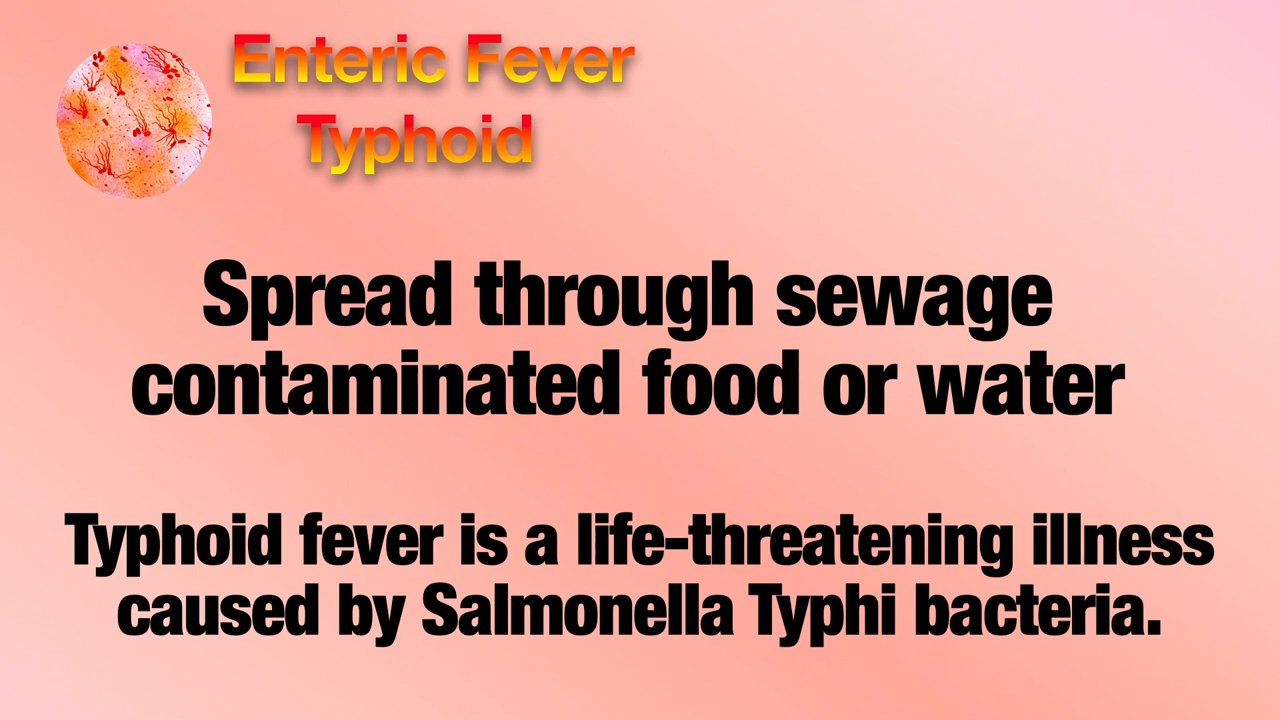 Enteric Fever
Typhoid
Spread through sewage
contaminated food or water
Typhoid fever is a life-threatening illness
caused by Salmonella Typhi bacteria.